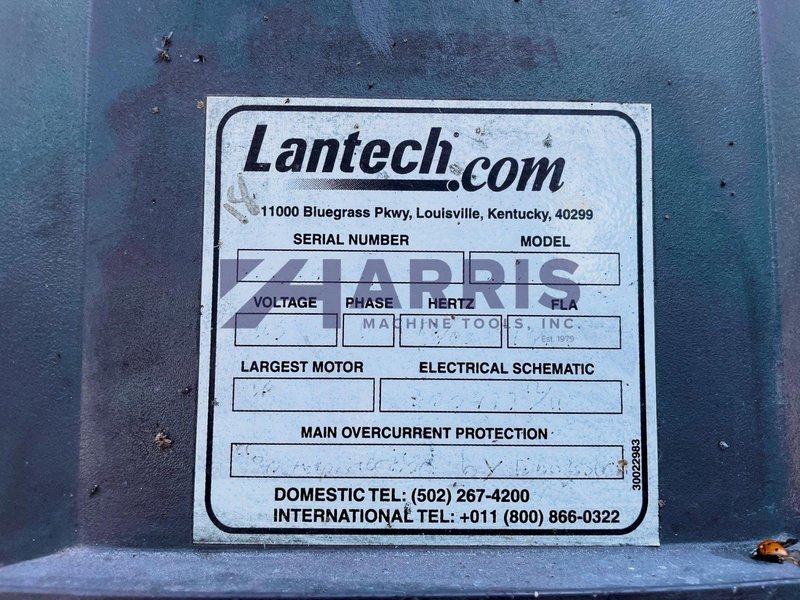 Lantech.com
11000 Bluegrass Pkwy, Louisville, Kentucky, 40299
SERIAL NUMBER MODEL
HARRIS
VOLTAGE PHASE HERTZ FLA
MACHINE TOOLS, INC.
Est. 1979
LARGEST MOTOR ELECTRICAL SCHEMATIC
MAIN OVERCURRENT PROTECTION
by
30022983
DOMESTIC TEL: (502) 267-4200
INTERNATIONAL TEL: +011 (800) 866-0322